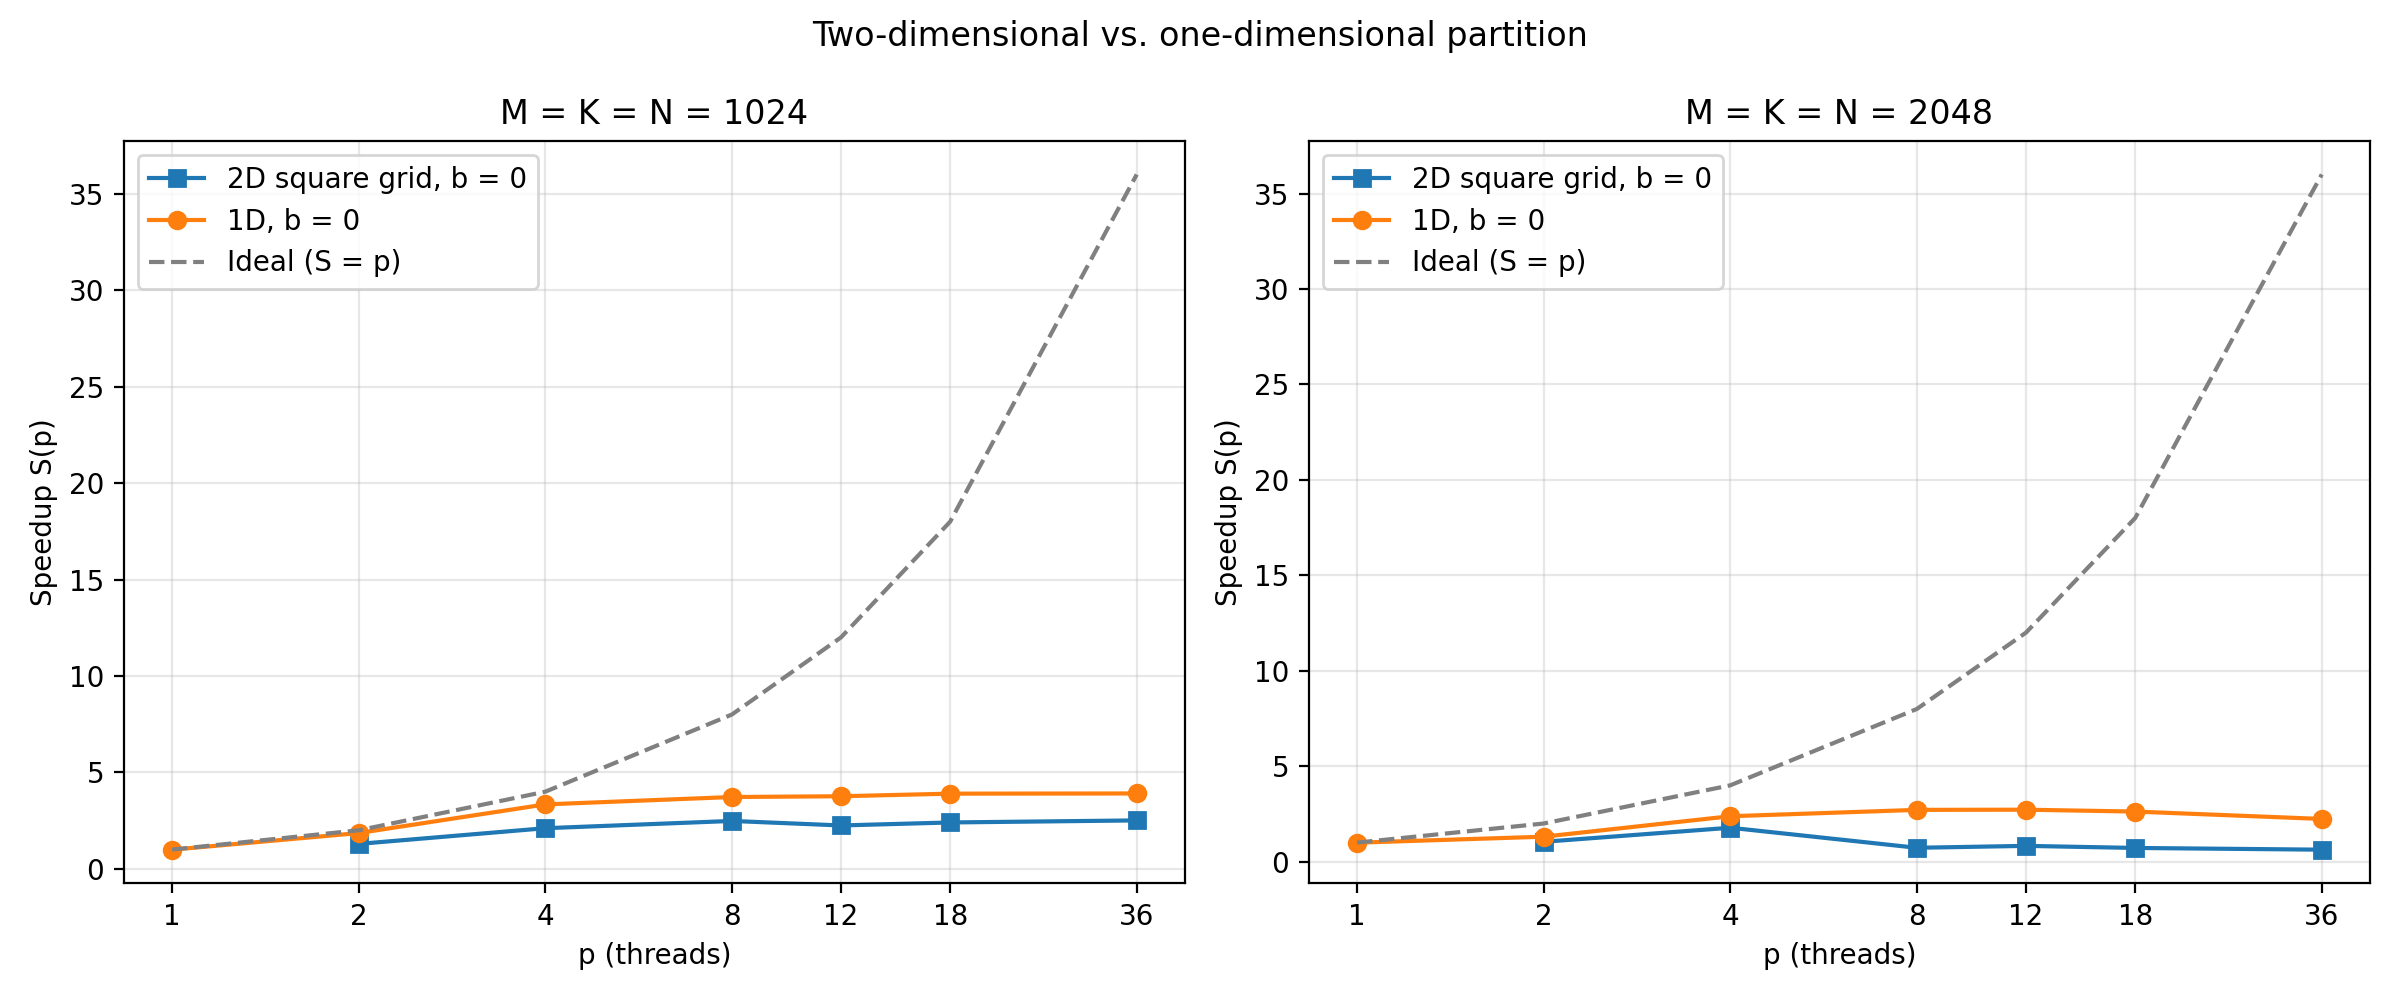 Two-dimensional vs. one-dimensional partition
M = K = N = 1024
2D square grid, b = 0
1D, b = 0
Ideal (S = p)
35
30
25
20
15
10
5
0
Speedup S(p)
1 2 4 8 12 18 36
p (threads)
M = K = N = 2048
2D square grid, b = 0
1D, b = 0
Ideal (S = p)
35
30
25
20
15
10
5
0
Speedup S(p)
1 2 4 8 12 18 36
p (threads)